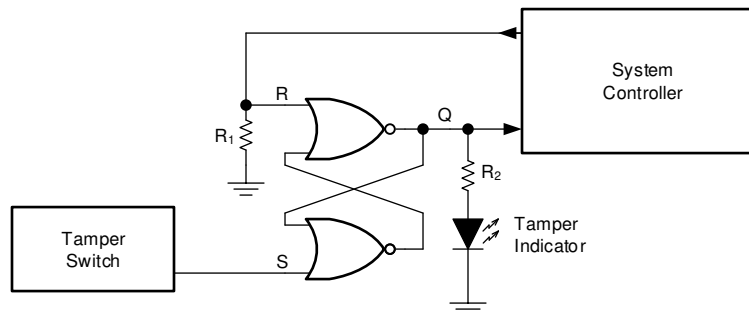 System
Controller
R
Q
R1
R2
Tamper
Switch
Tamper
Indicator
S